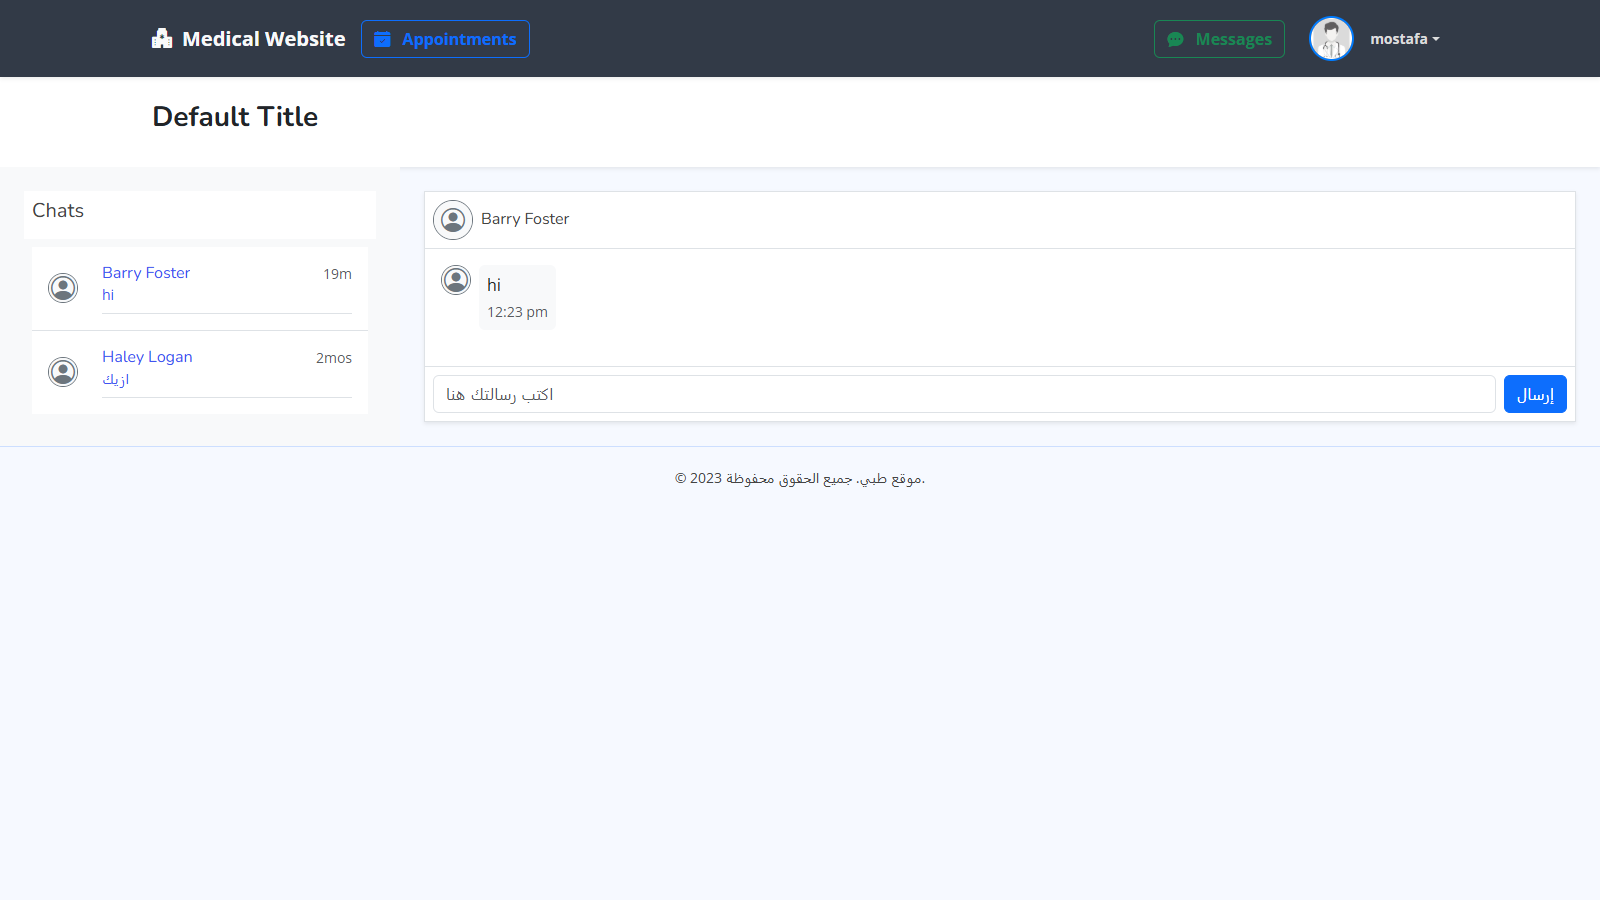 Medical Website
Appointments
Messages
mostafa
Default Title
Chats
Barry Foster
19m
hi
Haley Logan
2mos
ازيك
Barry Foster
hi
12:23 pm
اكتب رسالتك هنا
إرسال
© 2023 موقع طبي. جميع الحقوق محفوظة.